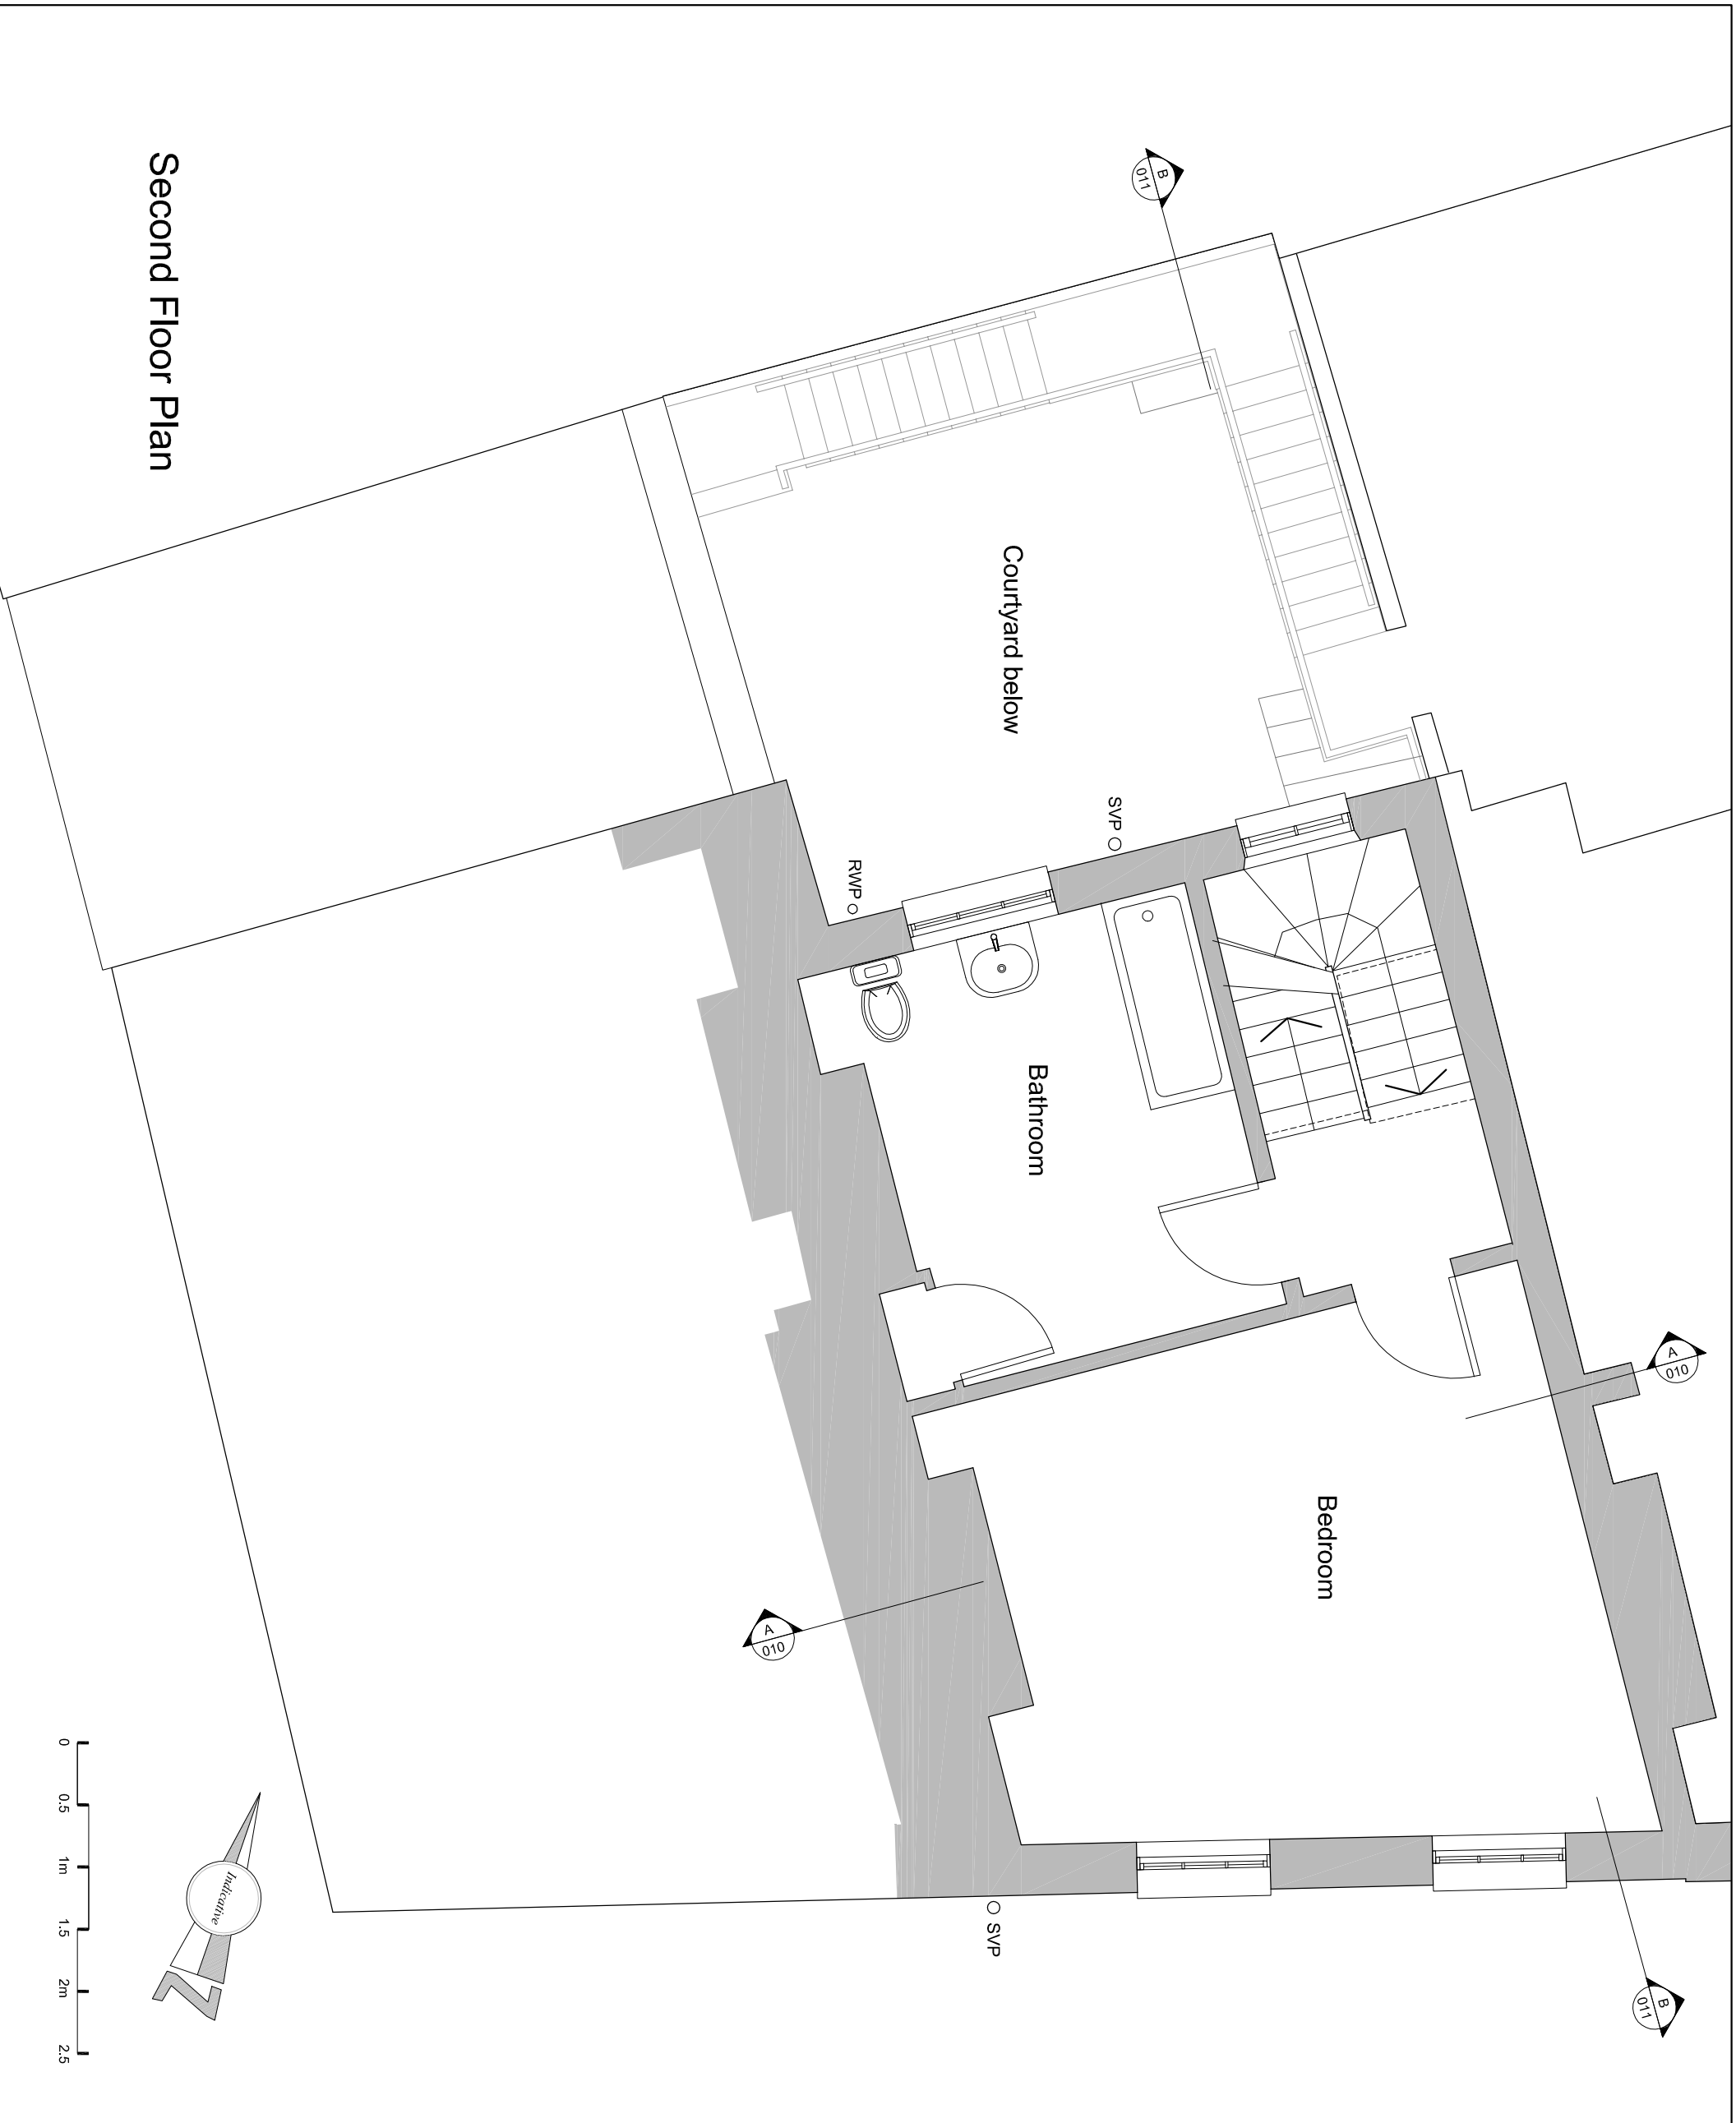 Second Floor Plan
B
011
Courtyard below
SVP
RWP
Bathroom
Bedroom
A
010
A
010
SVP
B
011
Indicative
N
0 0.5 1m 1.5 2m 2.5